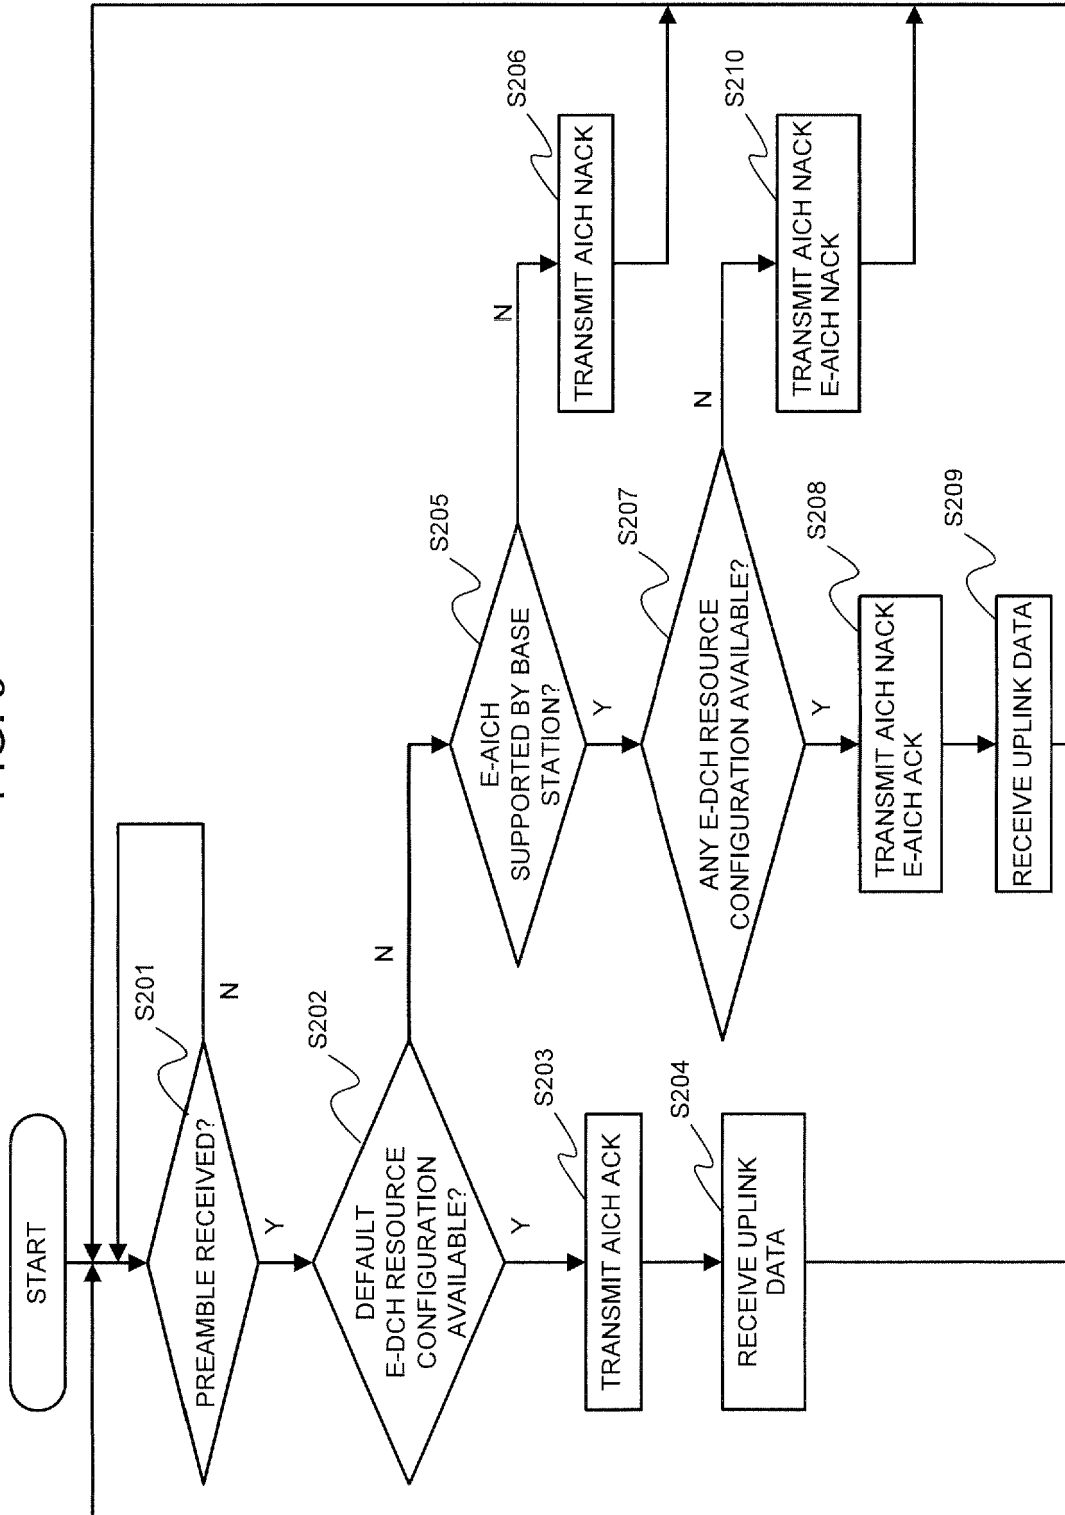 START
PREAMBLE RECEIVED?
S201
N
Y
DEFAULT
E-DCH RESOURCE
CONFIGURATION
AVAILABLE?
S202
N
Y
TRANSMIT AICH ACK
S203
RECEIVE UPLINK
DATA
S204
E-AICH
SUPPORTED BY BASE
STATION?
S205
N
Y
TRANSMIT AICH NACK
S206
ANY E-DCH RESOURCE
CONFIGURATION AVAILABLE?
S207
N
Y
TRANSMIT AICH NACK
E-AICH ACK
S208
RECEIVE UPLINK DATA
S209
TRANSMIT AICH NACK
E-AICH NACK
S210